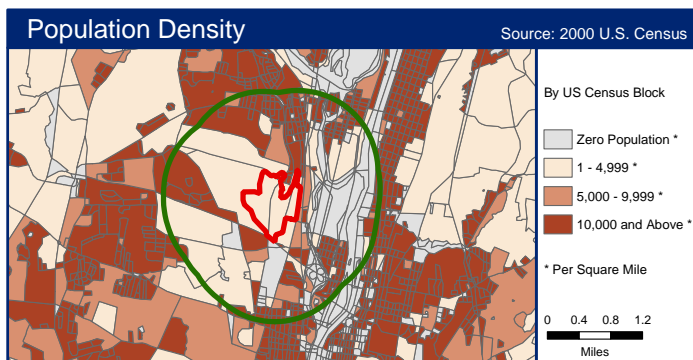 Population Density
Source: 2000 U.S. Census
By US Census Block
Zero Population *
1 - 4,999 *
5,000 - 9,999 *
10,000 and Above *
* Per Square Mile
0 0.4 0.8 1.2
Miles